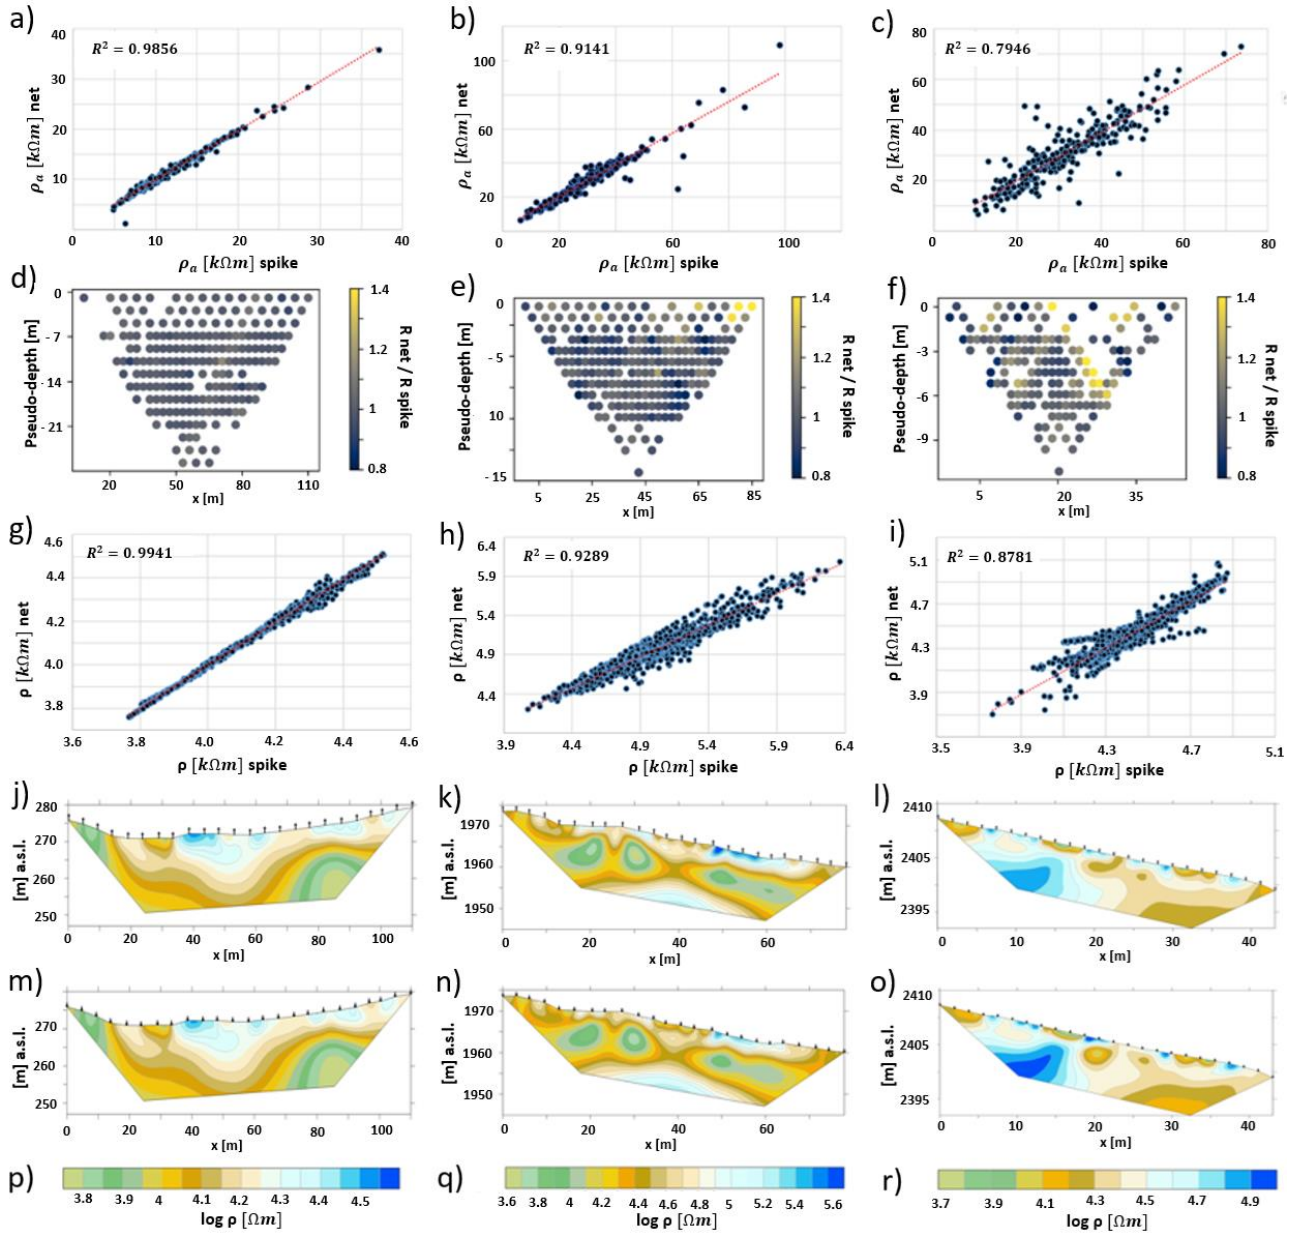 a)
40
30
20
10
0
10
20
30
40
R² = 0.9856
ρₐ [kΩm] net
ρₐ [kΩm] spike
b)
100
60
20
0
20
60
100
R² = 0.9141
ρₐ [kΩm] net
ρₐ [kΩm] spike
c)
80
60
40
20
0
20
40
60
80
R² = 0.7946
ρₐ [kΩm] net
ρₐ [kΩm] spike
d)
0
-7
-14
-21
Pseudo-depth [m]
20
50
80
110
x [m]
1.4
1.2
1
0.8
R net / R spike
e)
0
-5
10
-15
Pseudo-depth [m]
5
25
45
65
85
x [m]
1.4
1.2
1
0.8
R net / R spike
f)
0
-3
-6
-9
Pseudo-depth [m]
5
20
35
x [m]
1.4
1.2
1
0.8
R net / R spike
g)
4.6
4.4
4.2
4.0
3.8
3.6
4.0
4.2
4.4
4.6
R² = 0.9941
ρ [kΩm] net
ρ [kΩm] spike
h)
6.4
5.9
5.4
4.9
4.4
3.9
4.4
4.9
5.4
5.9
6.4
R² = 0.9289
ρ [kΩm] net
ρ [kΩm] spike
i)
5.1
4.7
4.3
3.9
3.5
3.9
4.3
4.7
5.1
R² = 0.8781
ρ [kΩm] net
ρ [kΩm] spike
j)
280
270
260
250
[m] a.s.l.
0
20
40
60
80
100
x [m]
k)
1970
1960
1950
[m] a.s.l.
0
20
40
60
x [m]
l)
2410
2405
2395
[m] a.s.l.
0
10
20
30
40
x [m]
m)
270
260
250
[m] a.s.l.
0
20
40
60
80
100
x [m]
n)
1970
1960
1950
[m] a.s.l.
0
20
40
60
x [m]
o)
2410
2405
2395
[m] a.s.l.
0
10
20
30
40
x [m]
p)
3.8 3.9 4 4.1 4.2 4.3 4.4 4.5
log ρ [Ωm]
q)
3.6 3.8 4 4.2 4.4 4.6 4.8 5 5.2 5.4 5.6
log ρ [Ωm]
r)
3.7 3.9 4.1 4.3 4.5 4.7 4.9
log ρ [Ωm]